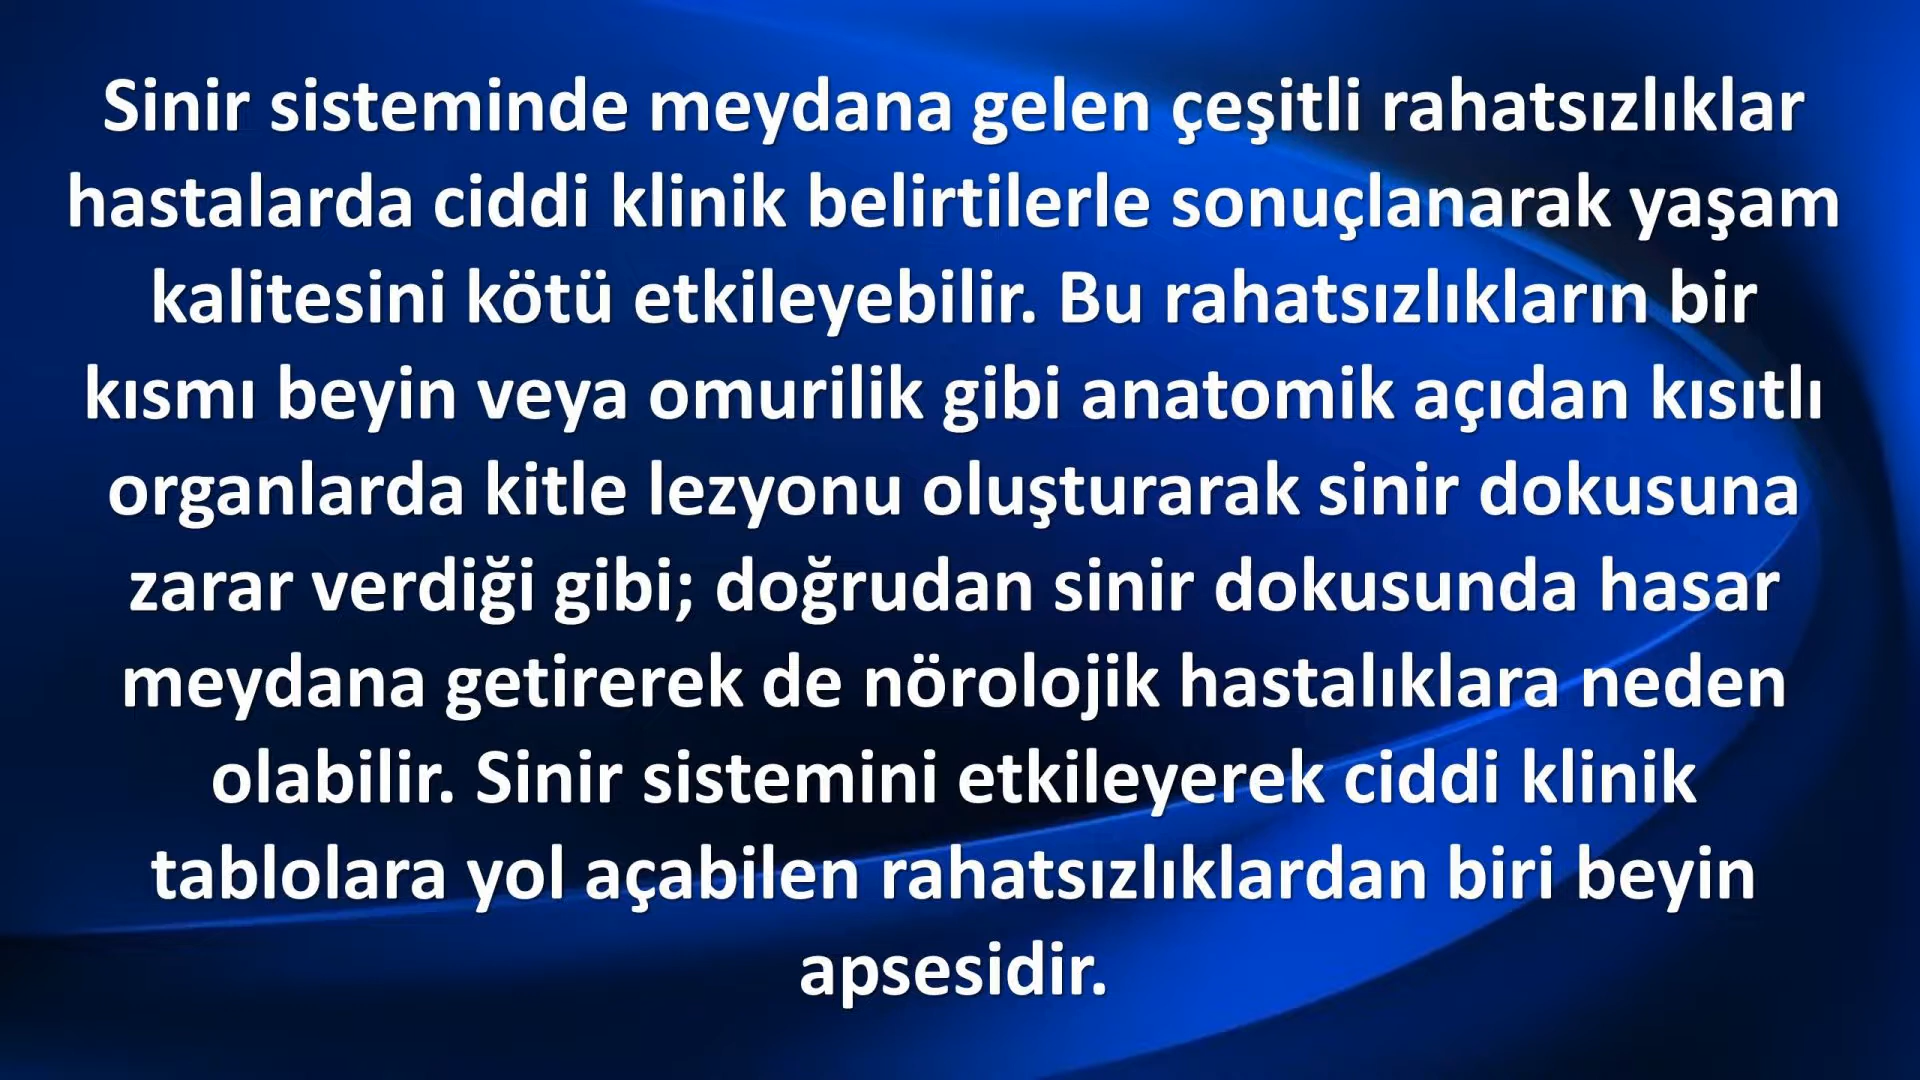 Sinir sisteminde meydana gelen çeşitli rahatsızlıklar
hastalarda ciddi klinik belirtilerle sonuçlanarak yaşam
kalitesini kötü etkileyebilir. Bu rahatsızlıkların bir
kısmı beyin veya omurilik gibi anatomik açıdan kısıtlı
organlarda kitle lezyonu oluşturarak sinir dokusuna
zarar verdiği gibi; doğrudan sinir dokusunda hasar
meydana getirerek de nörolojik hastalıklara neden
olabilir. Sinir sistemini etkileyerek ciddi klinik
tablolara yol açabilen rahatsızlıklardan biri beyin
apsesidir.